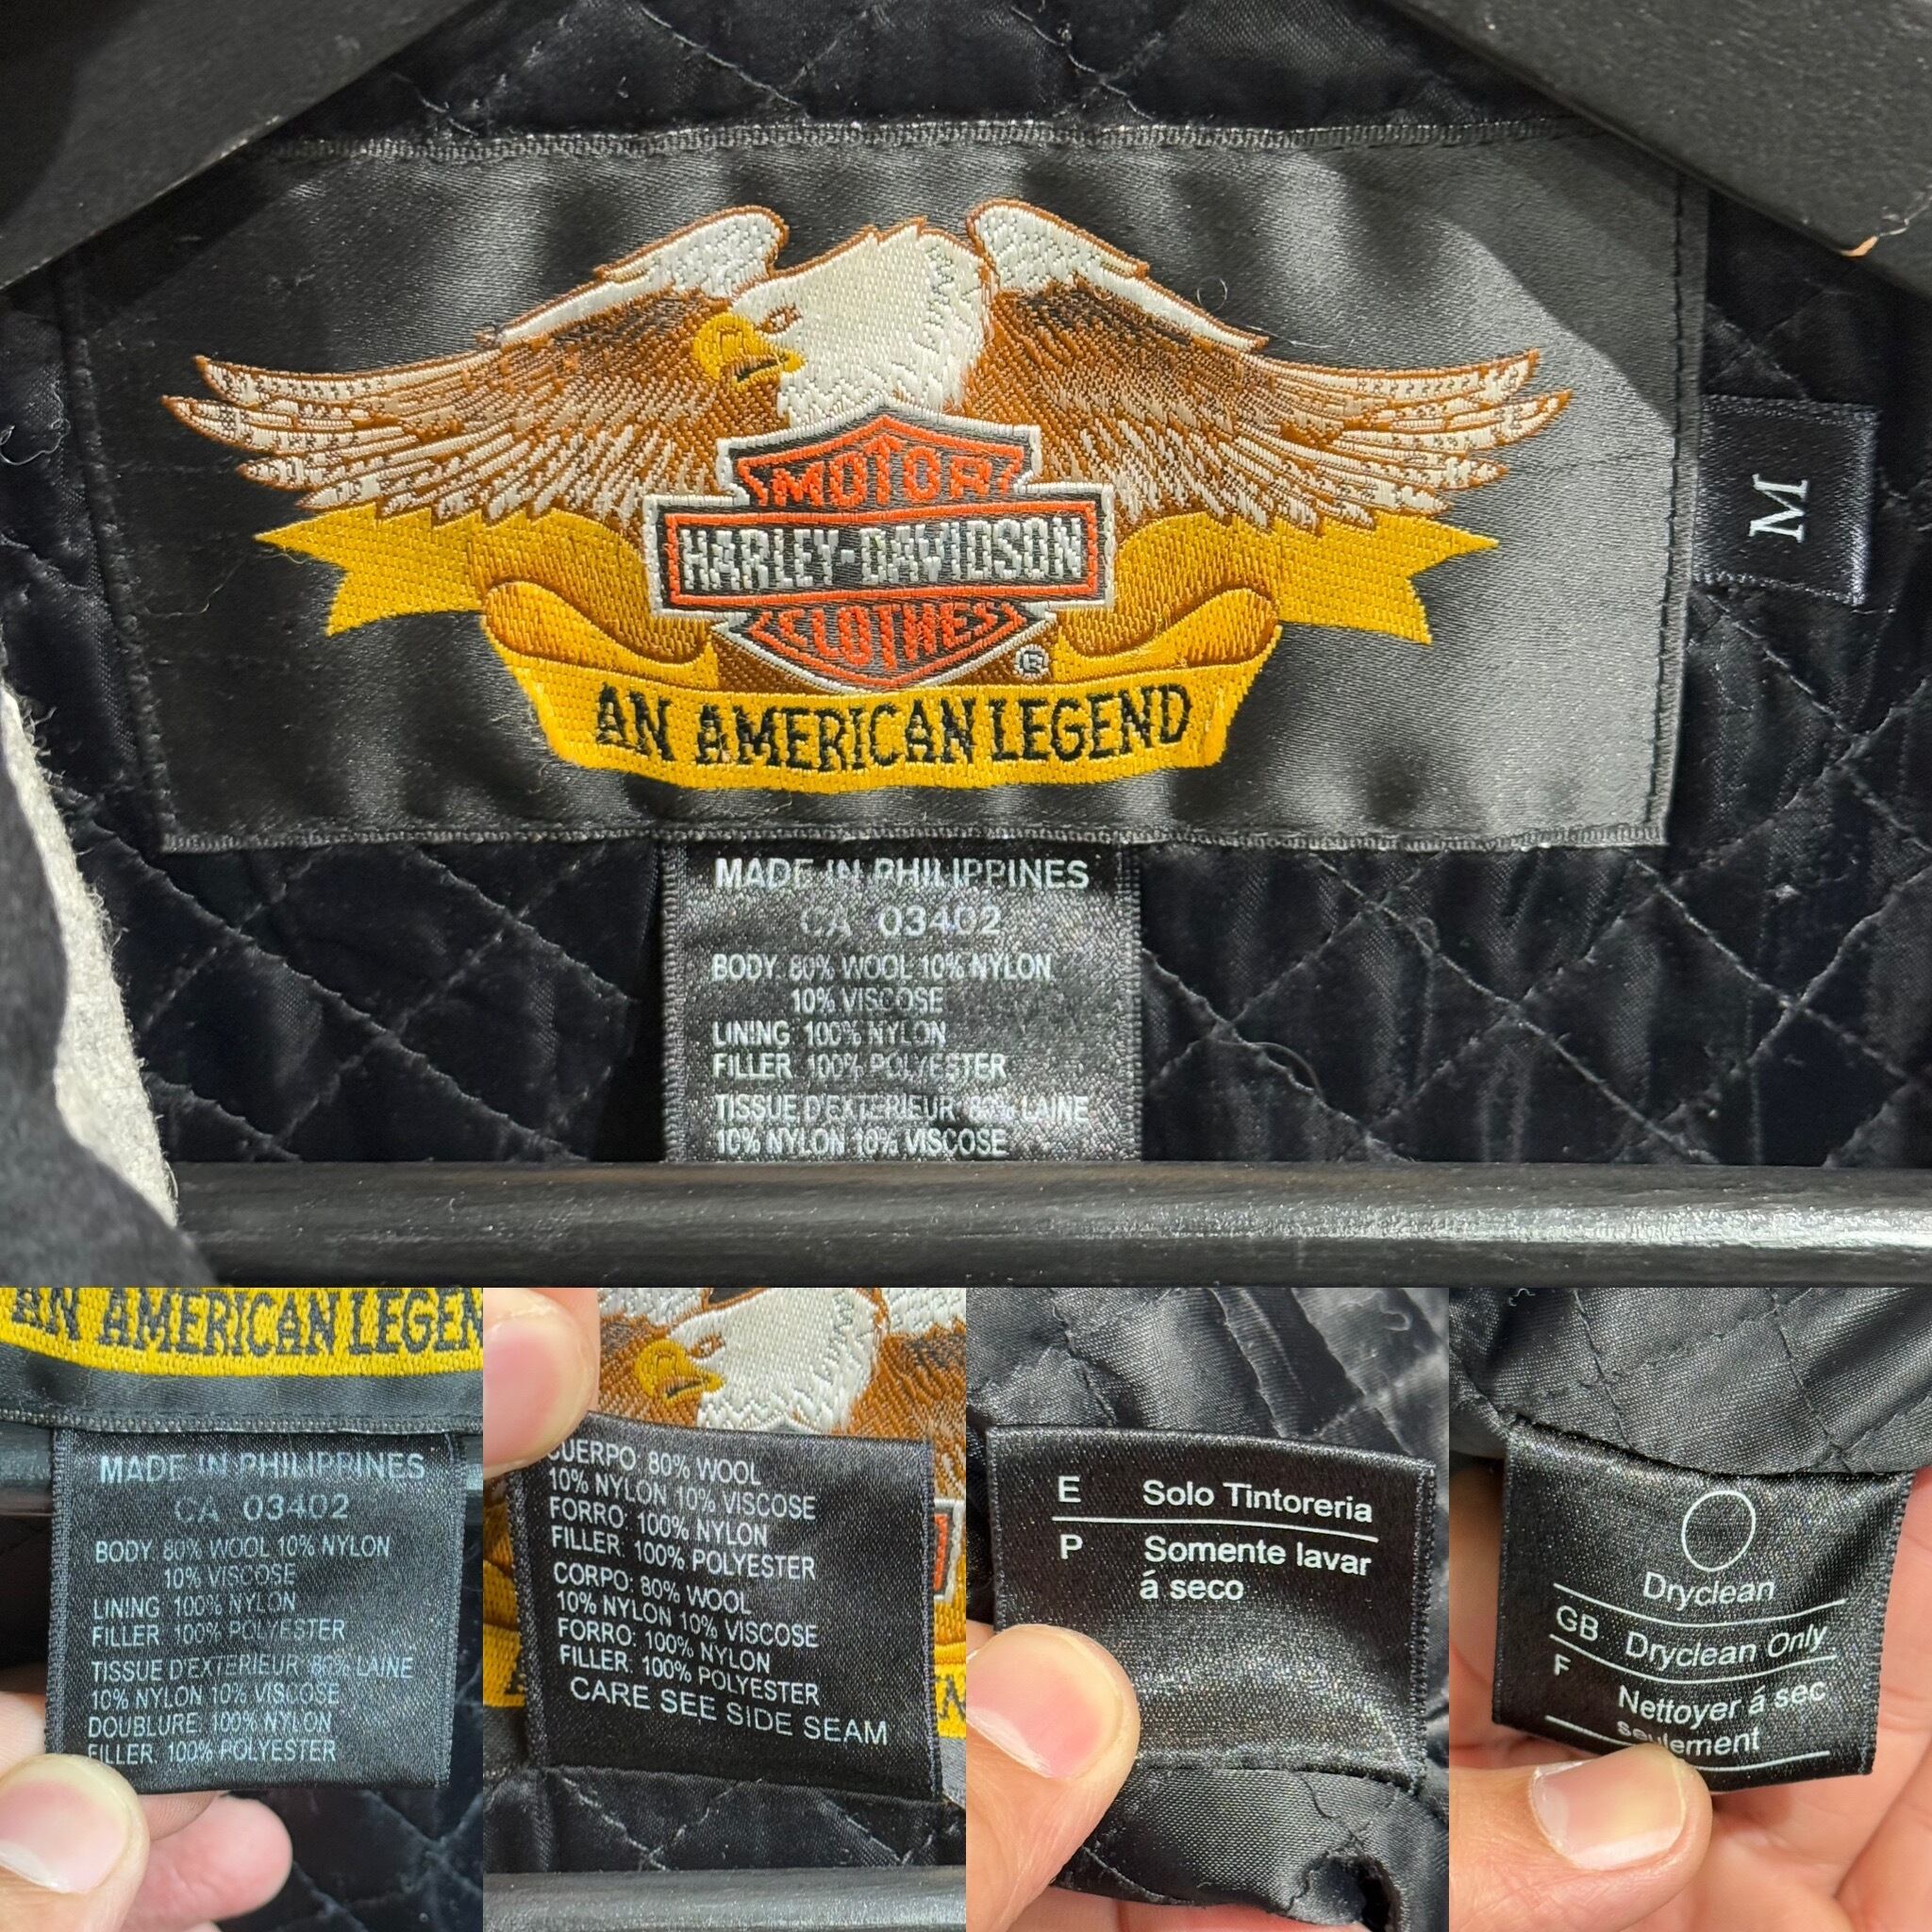 MOTOR
HARLEY-DAVIDSON
CLOTHES
®
AN AMERICAN LEGEND
M
MADE IN PHILIPPINES
CA 03402
BODY: 80% WOOL 10% NYLON
10% VISCOSE
LINING 100% NYLON
FILLER 100% POLYESTER
TISSUE D'EXTERIEUR 80% LAINE
10% NYLON 10% VISCOSE
AN AMERICAN LEGEN
MADE IN PHILIPPINES
CA 03402
BODY: 80% WOOL 10% NYLON
10% VISCOSE
LINING 100% NYLON
FILLER 100% POLYESTER
TISSUE D'EXTERIEUR 80% LAINE
10% NYLON 10% VISCOSE
DOUBLURE: 100% NYLON
FILLER: 100% POLYESTER
CUERPO: 80% WOOL
10% NYLON 10% VISCOSE
FORRO: 100% NYLON
FILLER: 100% POLYESTER
CORPO: 80% WOOL
10% NYLON 10% VISCOSE
FORRO: 100% NYLON
FILLER: 100% POLYESTER
CARE SEE SIDE SEAM
E Solo Tintoreria
P Somente lavar
á seco
Dryclean
GB Dryclean Only
F Nettoyer á sec
seulement